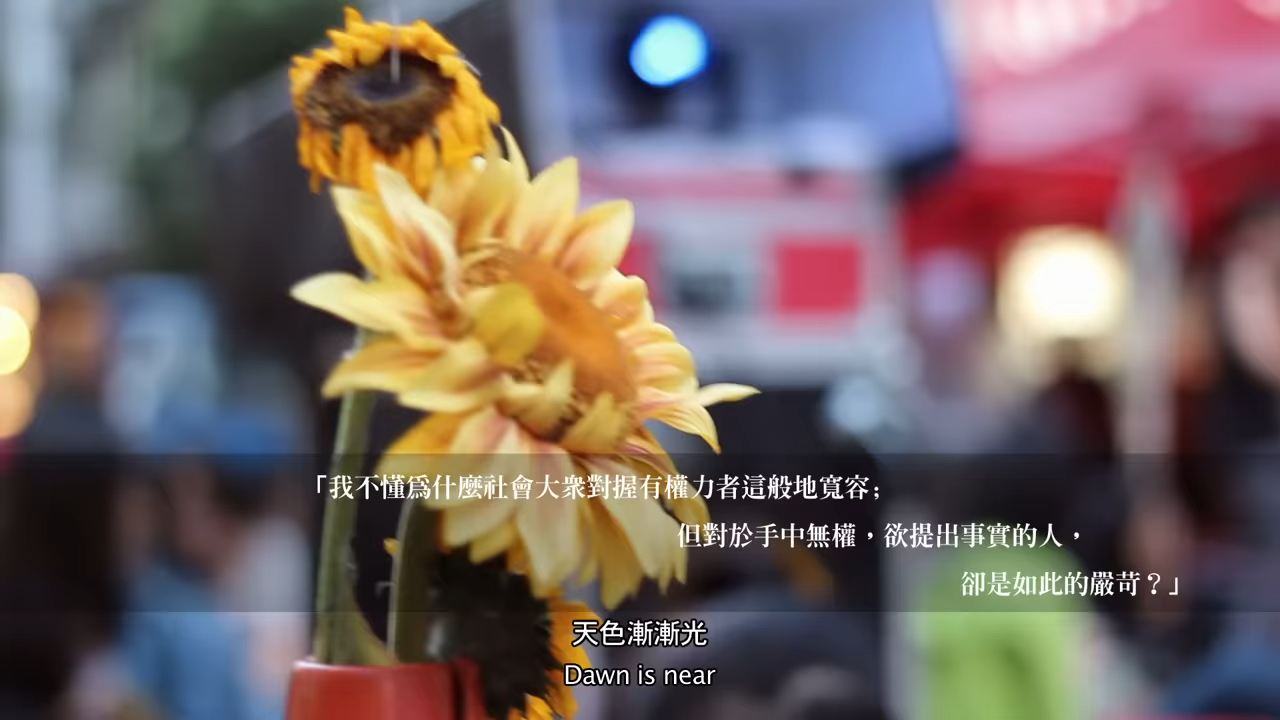 「我不懂為什麼社會大眾對握有權力者這般地寬容；
但對於手中無權，欲提出事實的人，
卻是如此的嚴苛？」
天色漸漸光
Dawn is near